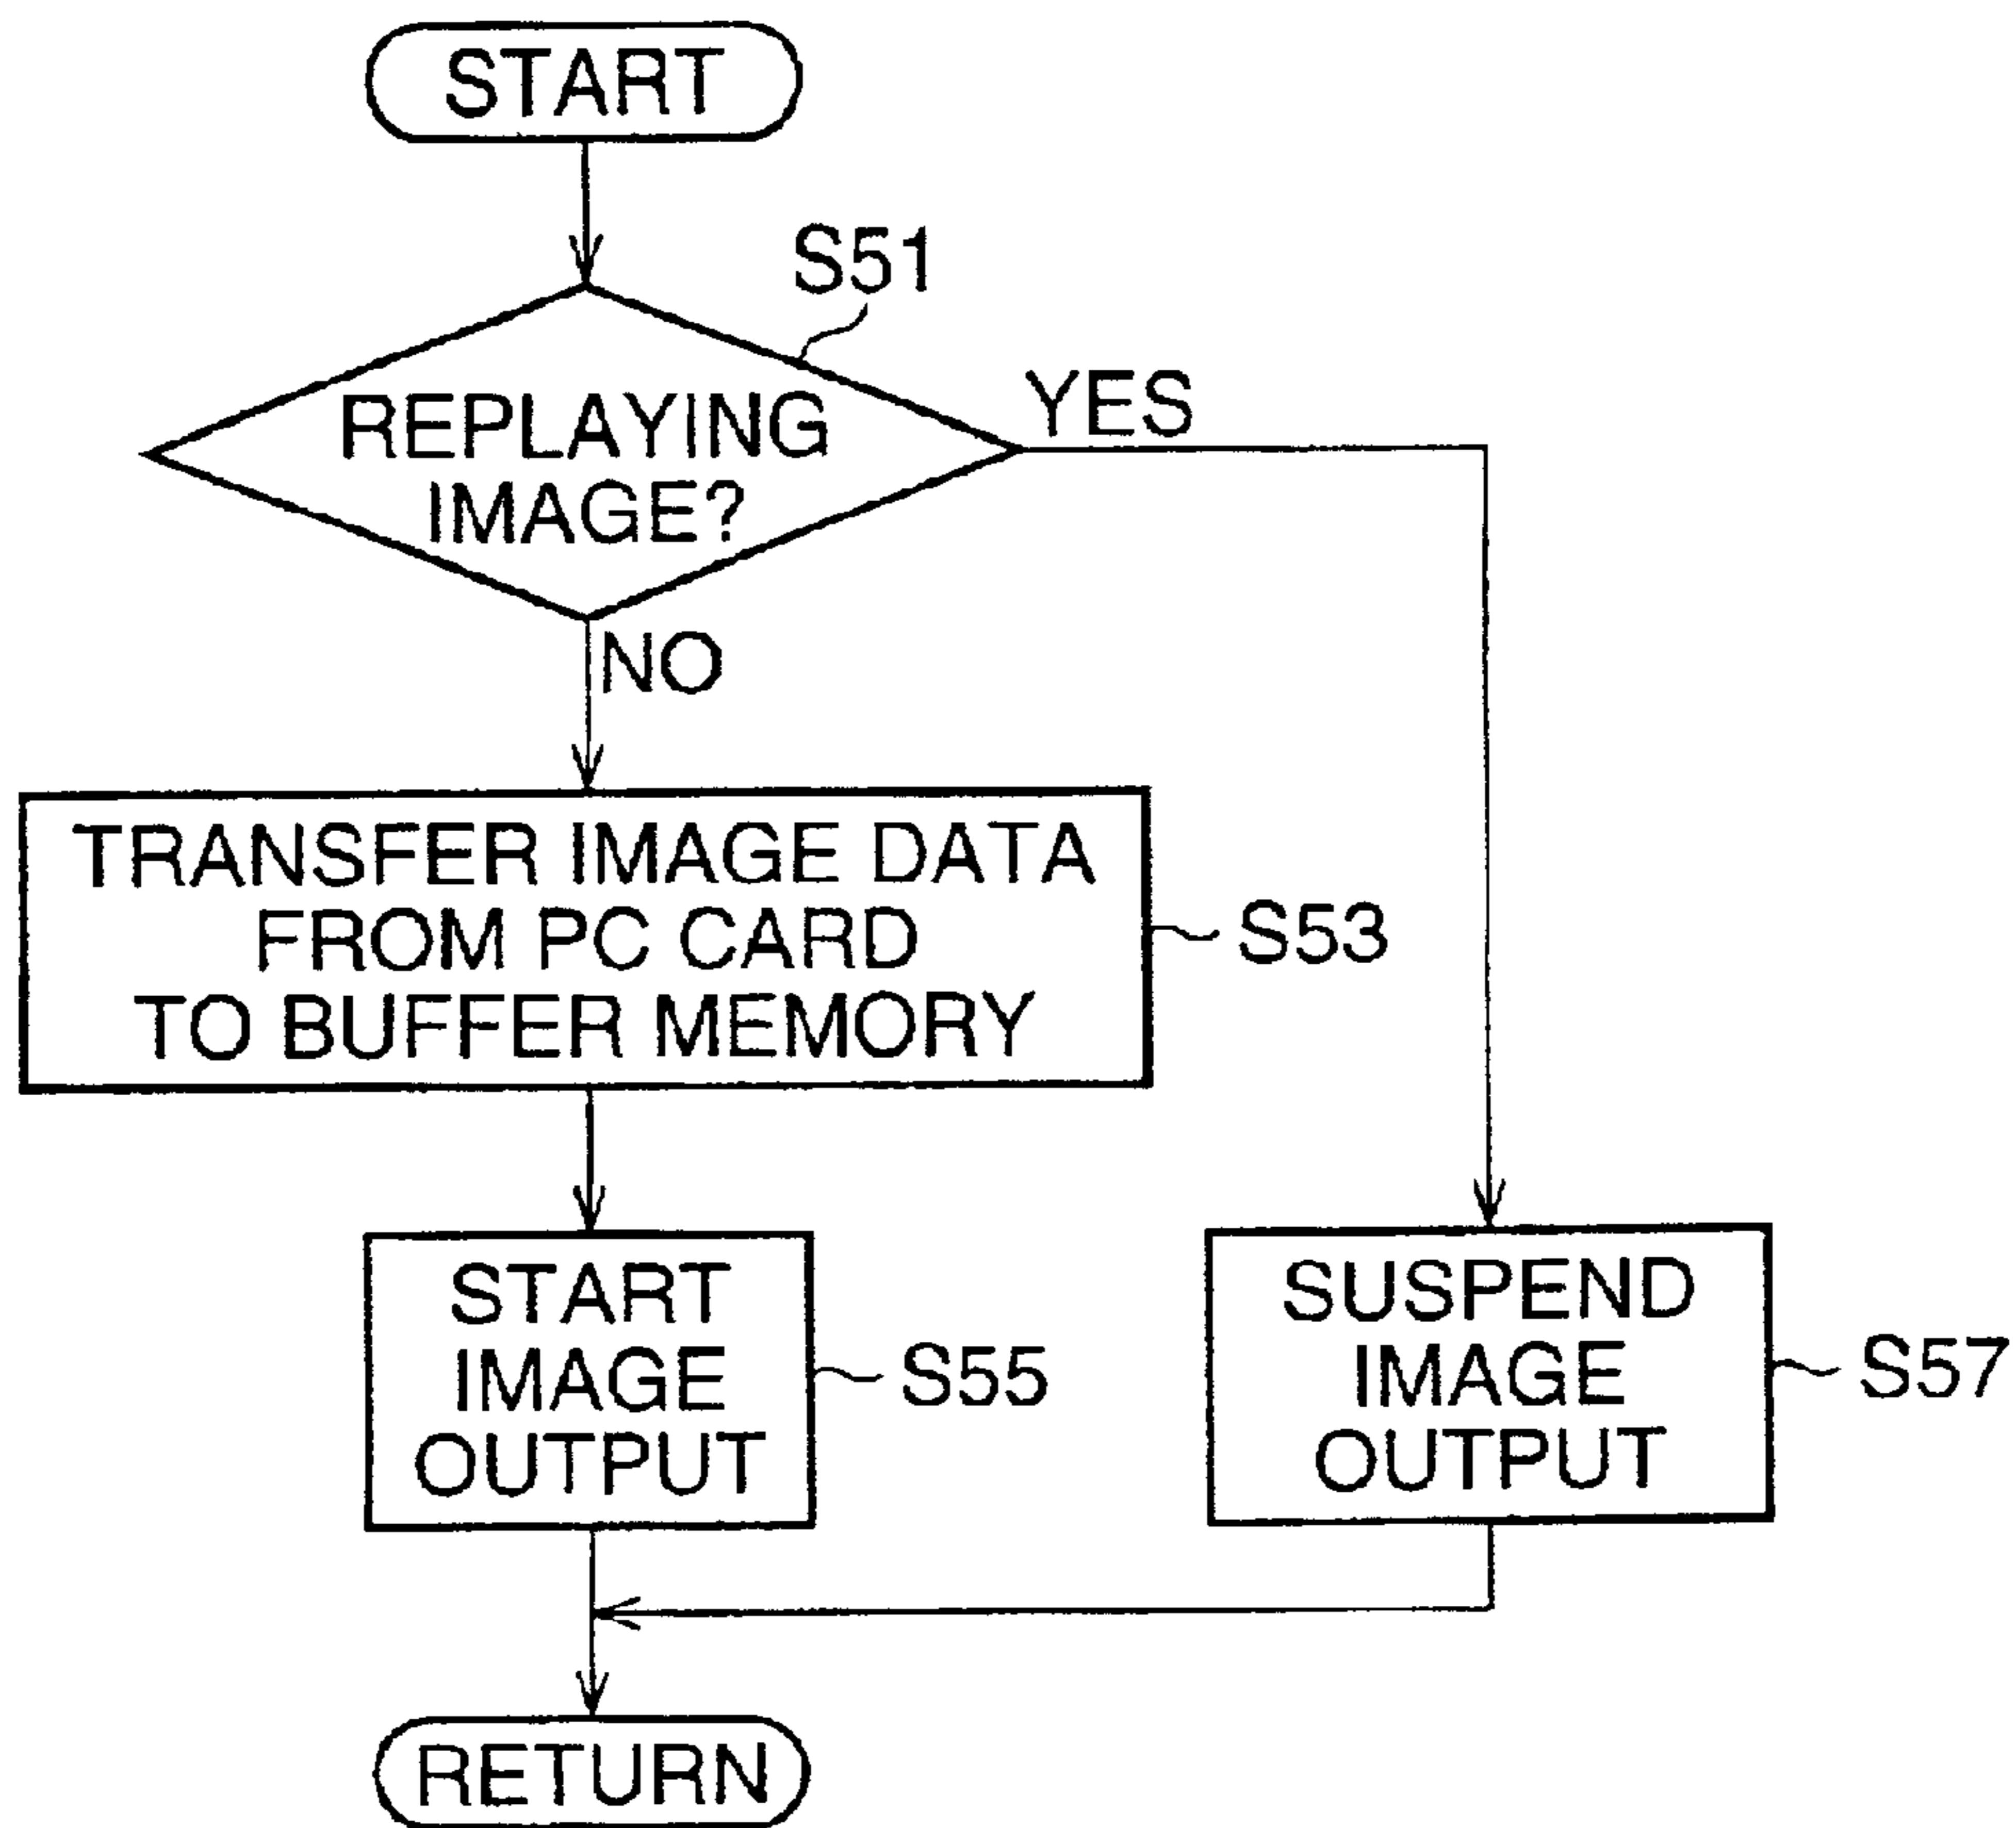 START
S51
REPLAYING
IMAGE?
YES
NO
TRANSFER IMAGE DATA
FROM PC CARD
TO BUFFER MEMORY
S53
START
IMAGE
OUTPUT
S55
SUSPEND
IMAGE
OUTPUT
S57
RETURN